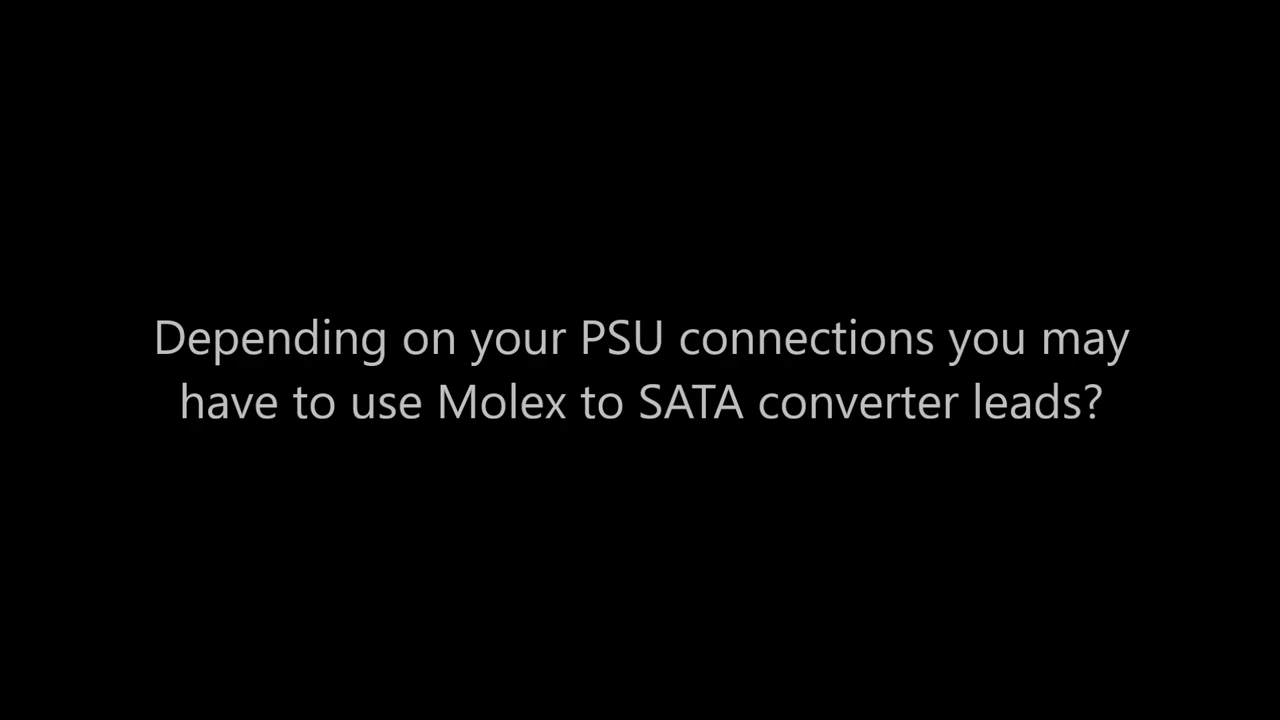 Depending on your PSU connections you may
have to use Molex to SATA converter leads?